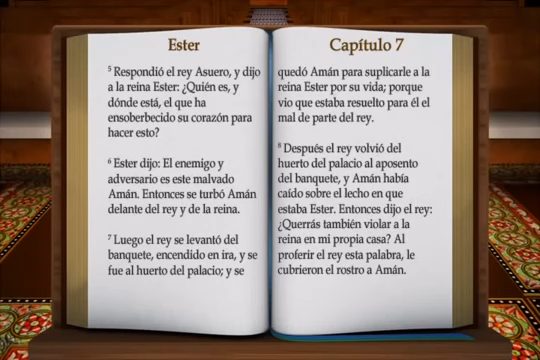 Ester
⁵ Respondió el rey Asuero, y dijo
a la reina Ester: ¿Quién es, y
dónde está, el que ha
ensoberbecido su corazón para
hacer esto?
⁶ Ester dijo: El enemigo y
adversario es este malvado
Amán. Entonces se turbó Amán
delante del rey y de la reina.
⁷ Luego el rey se levantó del
banquete, encendido en ira, y se
fue al huerto del palacio; y se
Capítulo 7
quedó Amán para suplicarle a la
reina Ester por su vida; porque
vio que estaba resuelto para él el
mal de parte del rey.
⁸ Después el rey volvió del
huerto del palacio al aposento
del banquete, y Amán había
caído sobre el lecho en que
estaba Ester. Entonces dijo el rey:
¿Querrás también violar a la
reina en mi propia casa? Al
proferir el rey esta palabra, le
cubrieron el rostro a Amán.